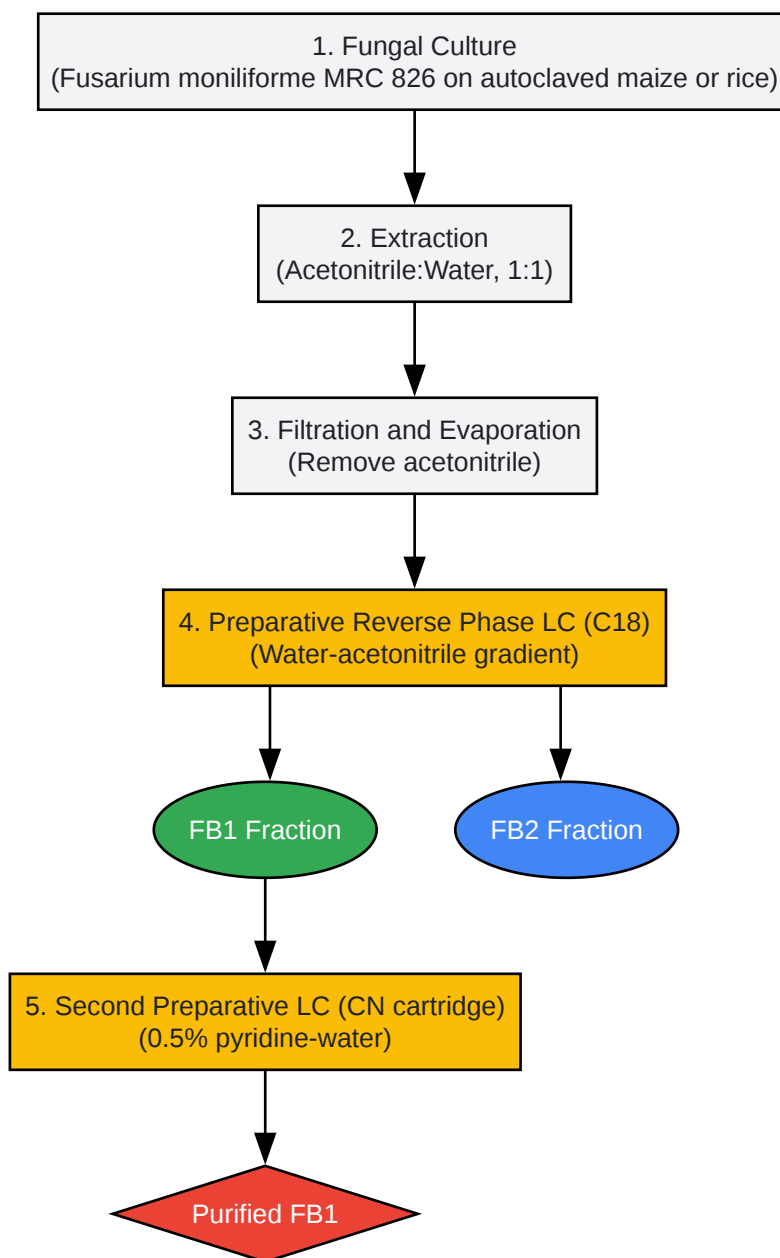 1. Fungal Culture
(Fusarium moniliforme MRC 826 on autoclaved maize or rice)
2. Extraction
(Acetonitrile:Water, 1:1)
3. Filtration and Evaporation
(Remove acetonitrile)
4. Preparative Reverse Phase LC (C18)
(Water-acetonitrile gradient)
FB1 Fraction
FB2 Fraction
5. Second Preparative LC (CN cartridge)
(0.5% pyridine-water)
Purified FB1